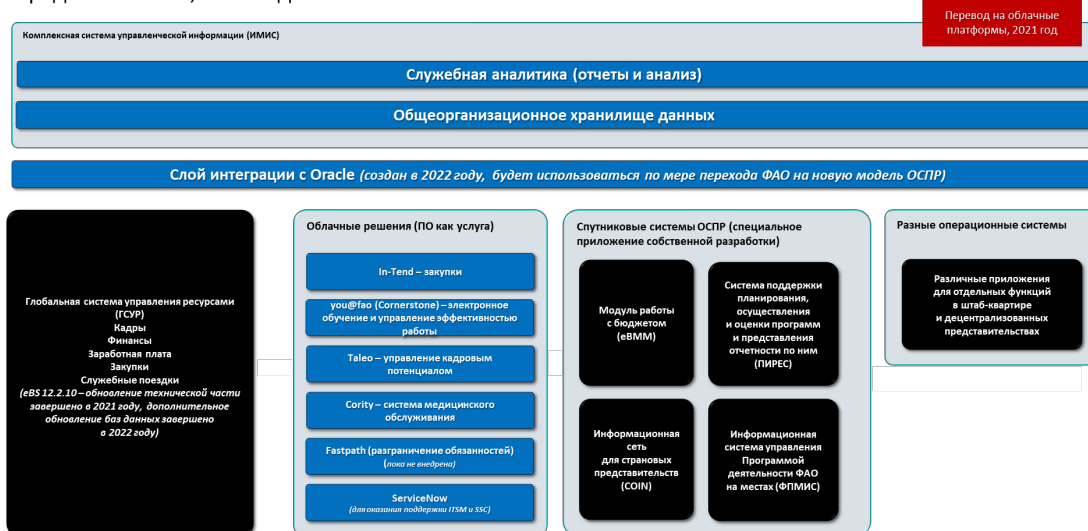 Перевод на облачные
платформы, 2021 год
Комплексная система управленческой информации (ИМИС)
Служебная аналитика (отчеты и анализ)
Общеорганизационное хранилище данных
Слой интеграции с Oracle (создан в 2022 году, будет использоваться по мере перехода ФАО на новую модель ОСПР)
Глобальная система управления ресурсами
(ГСУР)
Кадры
Финансы
Заработная плата
Закупки
Служебные поездки
(eBS 12.2.10 – обновление технической части
завершено в 2021 году, дополнительное
обновление баз данных завершено
в 2022 году)
Облачные решения (ПО как услуга)
In-Tend – закупки
you@fao (Cornerstone) – электронное
обучение и управление эффективностью
работы
Taleo – управление кадровым
потенциалом
Cority – система медицинского
обслуживания
Fastpath (разграничение обязанностей)
(пока не внедрена)
ServiceNow
(для оказания поддержки ITSM и SSC)
Спутниковые системы ОСПР (специальное
приложение собственной разработки)
Модуль работы
с бюджетом
(eBMM)
Система поддержки
планирования,
осуществления
и оценки программ
и представления
отчетности по ним
(ПИРЕС)
Информационная
сеть
для страновых
представительств
(COIN)
Информационная
система управления
Программой
деятельности ФАО
на местах (ФПМИС)
Разные операционные системы
Различные приложения
для отдельных функций
в штаб-квартире
и децентрализованных
представительствах